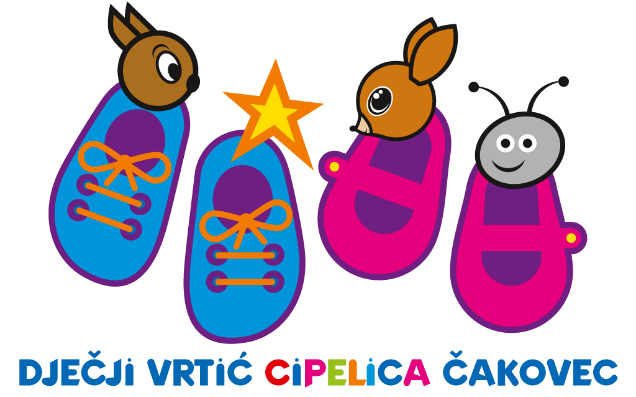 DJEČJI VRTIĆ CIPELICA ČAKOVEC